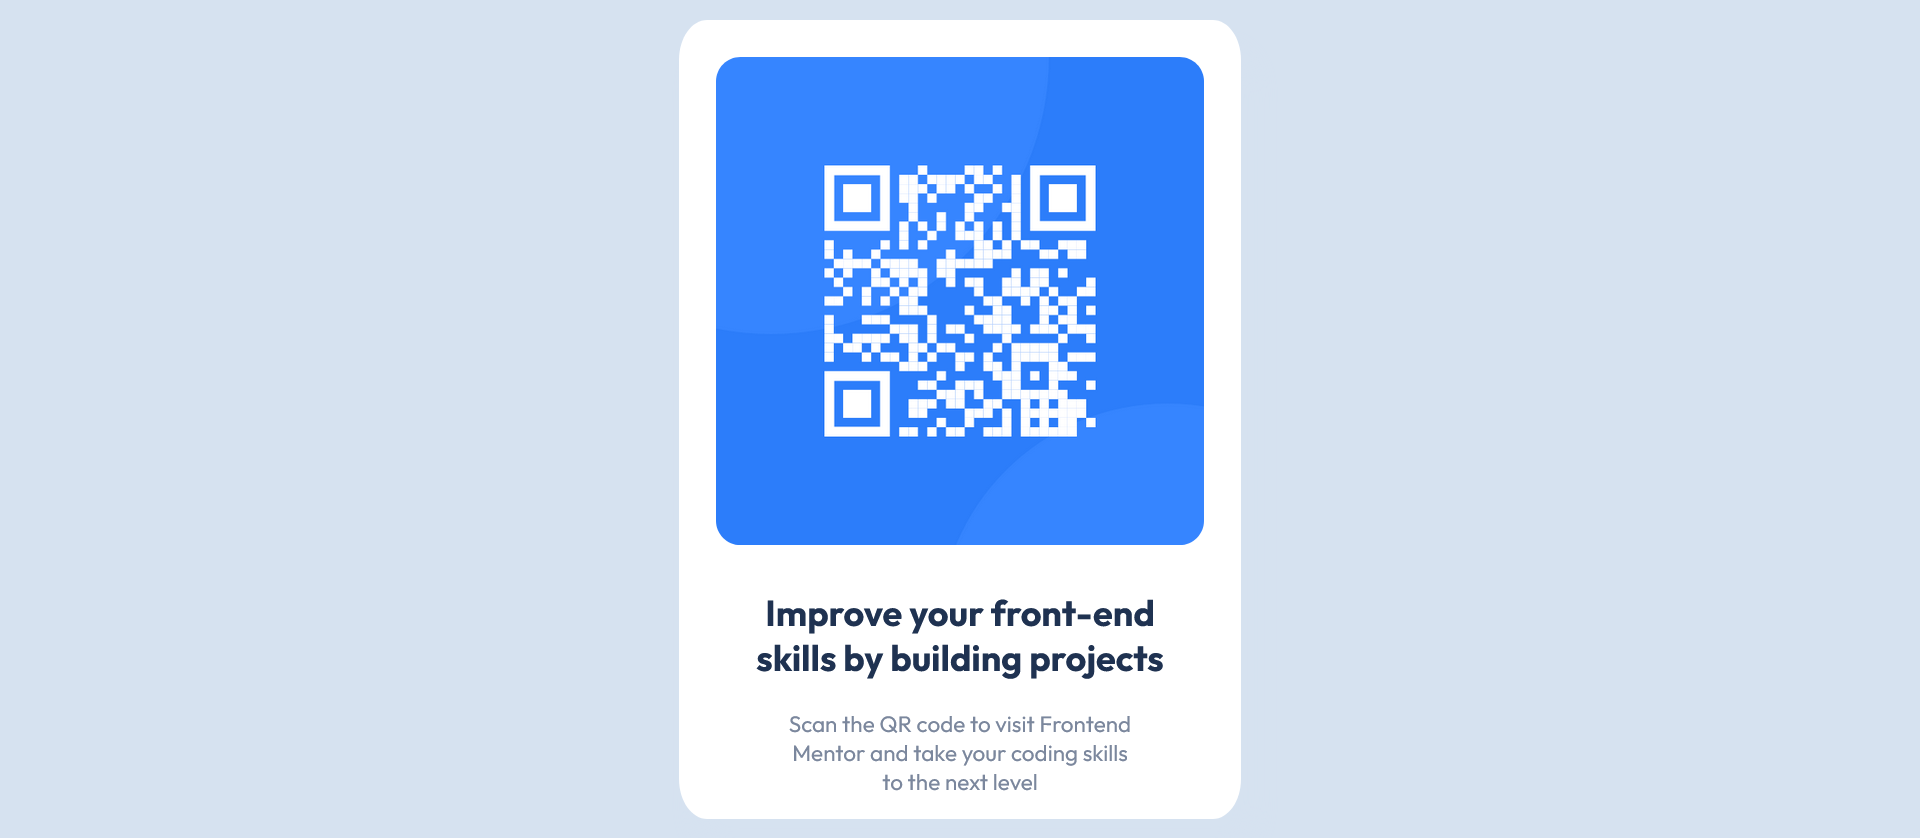 Improve your front-end
skills by building projects
Scan the QR code to visit Frontend
Mentor and take your coding skills
to the next level